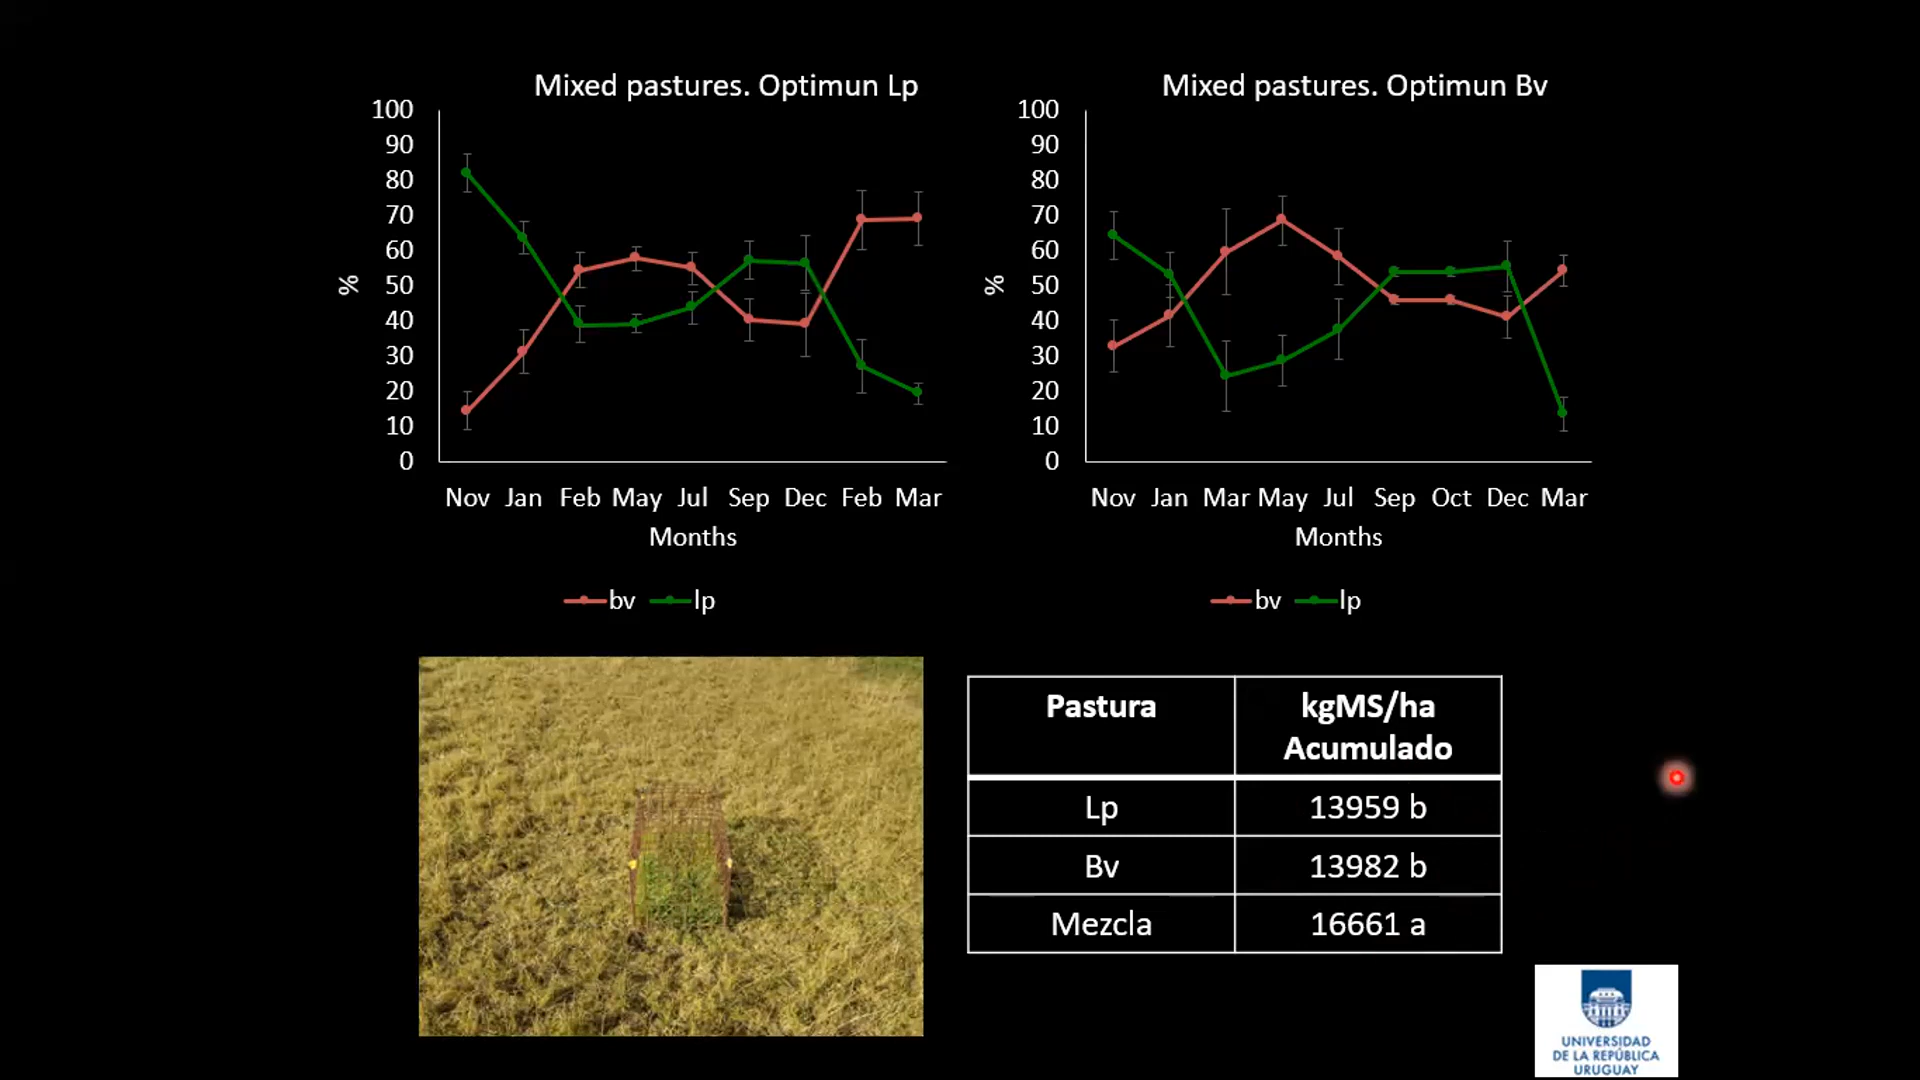 Mixed pastures. Optimun Lp
100
90
80
70
60
50
40
30
20
10
0
%
Nov Jan Feb May Jul Sep Dec Feb Mar
Months
bv lp
Mixed pastures. Optimun Bv
100
90
80
70
60
50
40
30
20
10
0
%
Nov Jan Mar May Jul Sep Oct Dec Mar
Months
bv lp
Pastura kgMS/ha
Acumulado
Lp 13959 b
Bv 13982 b
Mezcla 16661 a
UNIVERSIDAD
DE LA REPÚBLICA
URUGUAY